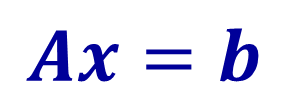 Ax = b